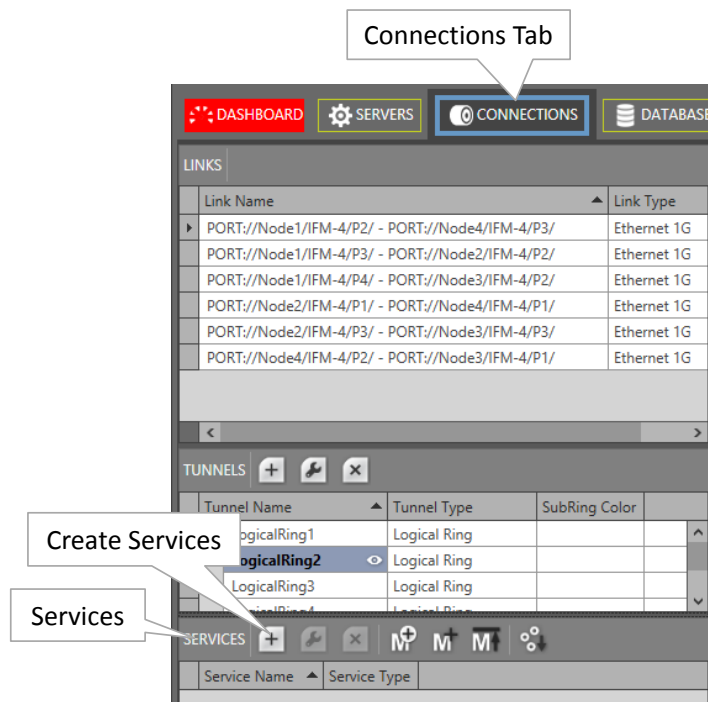 Connections Tab
DASHBOARD SERVERS CONNECTIONS DATABASE
LINKS
Link Name Link Type
PORT://Node1/IFM-4/P2/ - PORT://Node4/IFM-4/P3/ Ethernet 1G
PORT://Node1/IFM-4/P3/ - PORT://Node2/IFM-4/P2/ Ethernet 1G
PORT://Node1/IFM-4/P4/ - PORT://Node3/IFM-4/P2/ Ethernet 1G
PORT://Node2/IFM-4/P1/ - PORT://Node4/IFM-4/P1/ Ethernet 1G
PORT://Node2/IFM-4/P3/ - PORT://Node3/IFM-4/P3/ Ethernet 1G
PORT://Node4/IFM-4/P2/ - PORT://Node3/IFM-4/P1/ Ethernet 1G
TUNNELS
Tunnel Name Tunnel Type SubRing Color
ogicalRing1 Logical Ring
Create Services
ogicalRing2 Logical Ring
LogicalRing3 Logical Ring
LogicalRing4 Logical Ring
Services
SERVICES M M M
Service Name Service Type